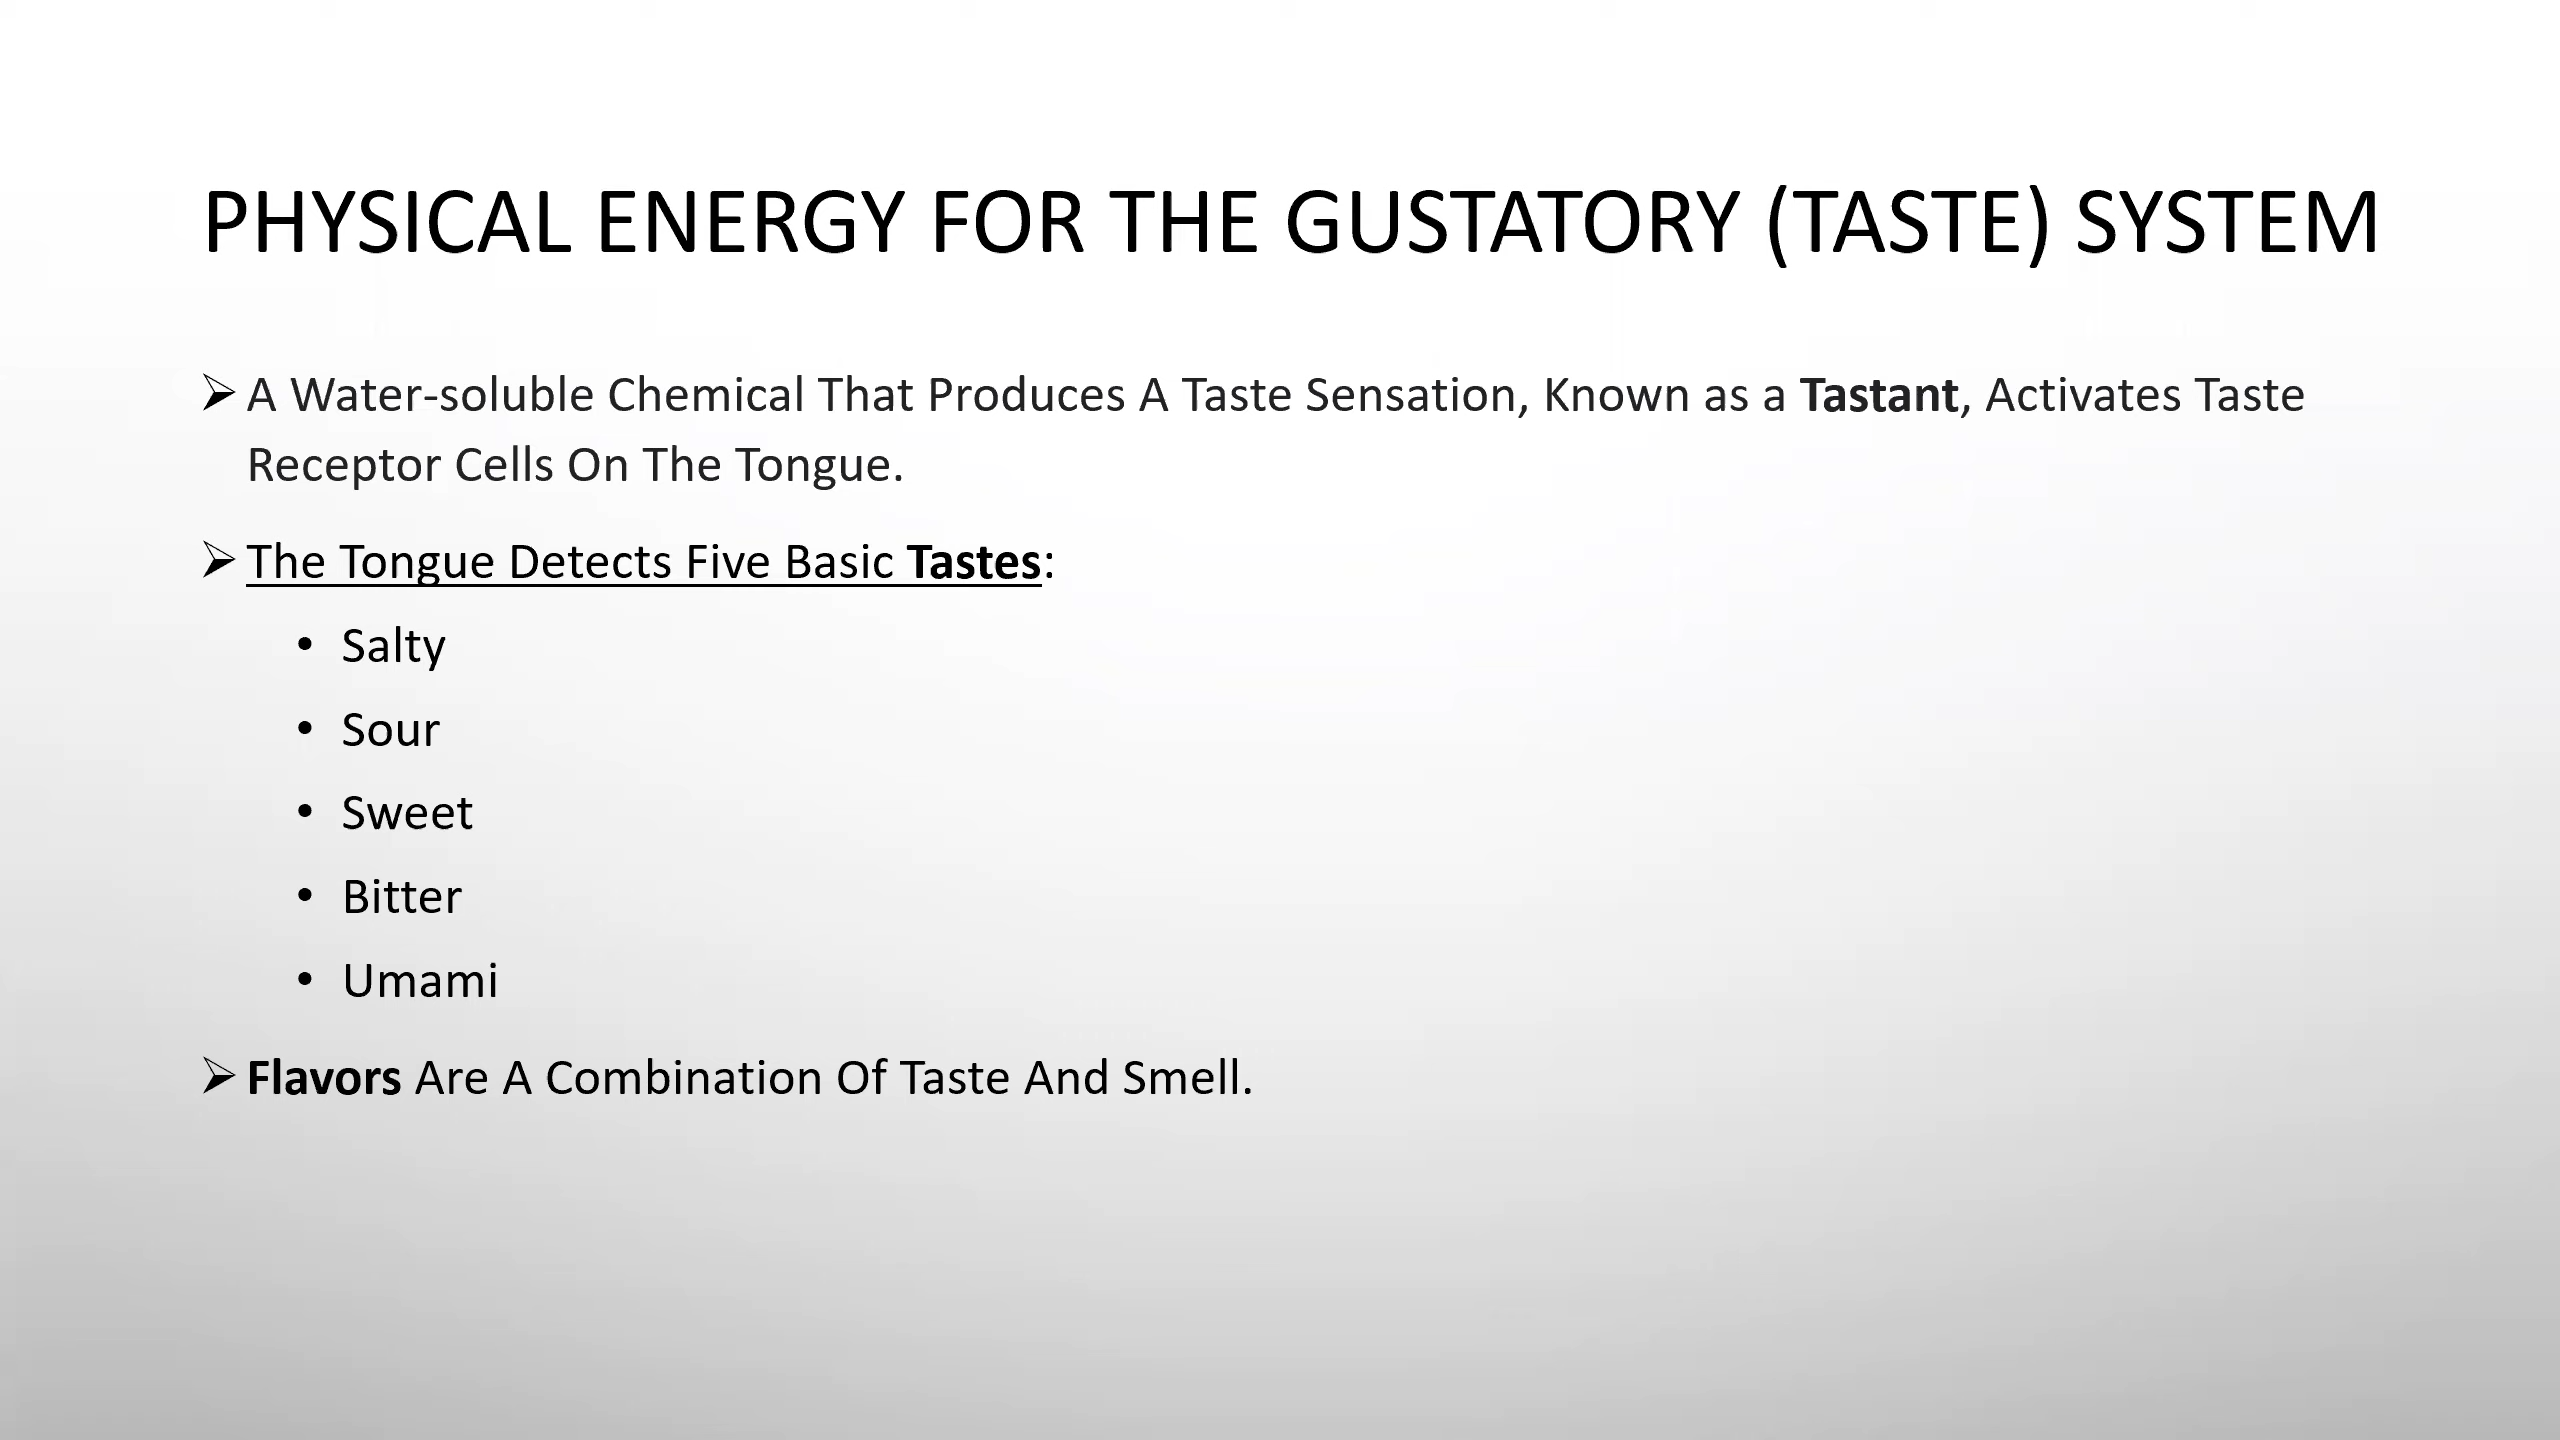 PHYSICAL ENERGY FOR THE GUSTATORY (TASTE) SYSTEM
➢ A Water-soluble Chemical That Produces A Taste Sensation, Known as a Tastant, Activates Taste
Receptor Cells On The Tongue.
➢ The Tongue Detects Five Basic Tastes:
• Salty
• Sour
• Sweet
• Bitter
• Umami
➢ Flavors Are A Combination Of Taste And Smell.